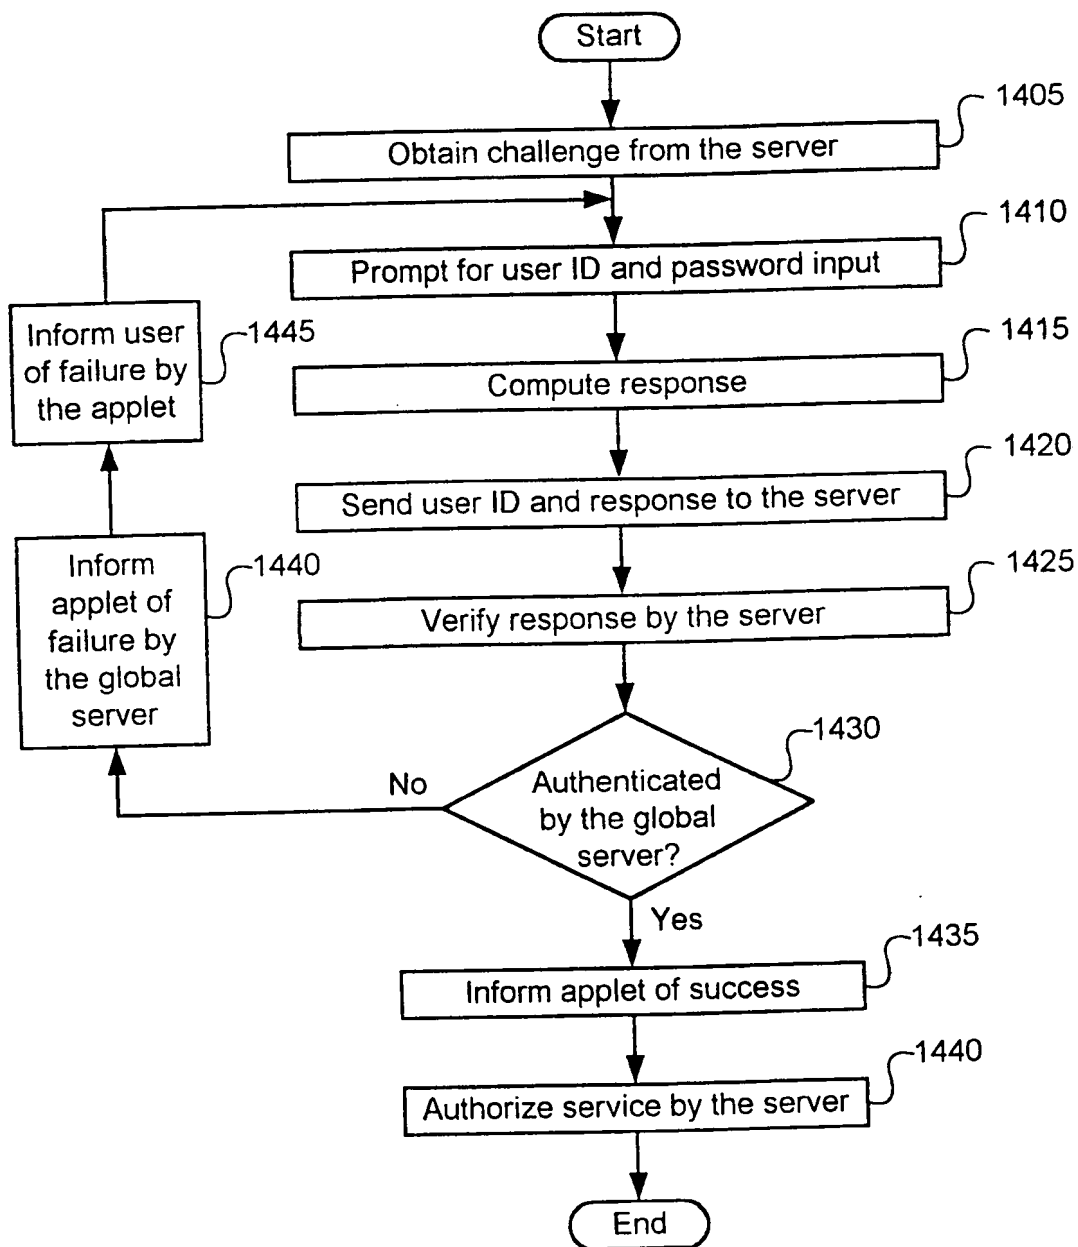 Start
1405
Obtain challenge from the server
1410
Prompt for user ID and password input
1415
Compute response
1420
Send user ID and response to the server
1425
Verify response by the server
1430
Authenticated
by the global
server?
No
Yes
1440
Inform
applet of
failure by
the global
server
1445
Inform user
of failure by
the applet
1435
Inform applet of success
1440
Authorize service by the server
End